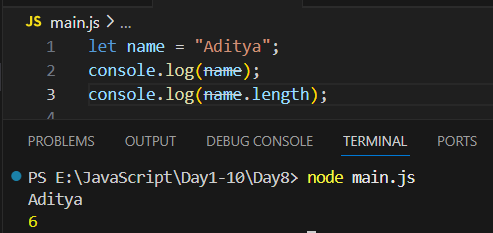 JS main.js > ...
1 let name = "Aditya";
2 console.log(name);
3 console.log(name.length);
4
PROBLEMS OUTPUT DEBUG CONSOLE TERMINAL PORTS
PS E:\JavaScript\Day1-10\Day8> node main.js
Aditya
6